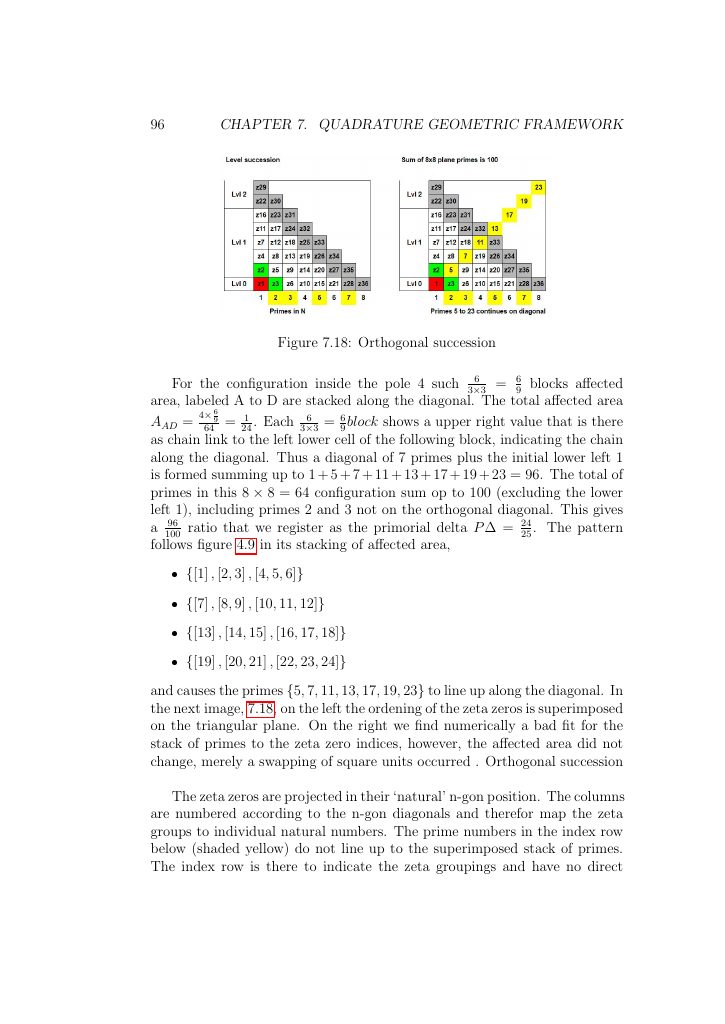 96 CHAPTER 7. QUADRATURE GEOMETRIC FRAMEWORK
Level succession
Lvl 2 z29
z22 z30
z16 z23 z31
z11 z17 z24 z32
Lvl 1 z7 z12 z18 z25 z33
z4 z8 z13 z19 z26 z34
z2 z5 z9 z14 z20 z27 z35
Lvl 0 z1 z3 z6 z10 z15 z21 z28 z36
1 2 3 4 5 6 7 8
Primes in N
Sum of 8x8 plane primes is 100
Lvl 2 z29 23
z22 z30 19
z16 z23 z31 17
z11 z17 z24 z32 13
Lvl 1 z7 z12 z18 11 z33
z4 z8 7 z19 z26 z34
z2 5 z9 z14 z20 z27 z35
Lvl 0 1 z3 z6 z10 z15 z21 z28 z36
1 2 3 4 5 6 7 8
Primes 5 to 23 continues on diagonal
Figure 7.18: Orthogonal succession
For the configuration inside the pole 4 such 6/(3×3) = 6/9 blocks affected
area, labeled A to D are stacked along the diagonal. The total affected area
A_AD = (4×6/9)/64 = 1/24. Each 6/(3×3) = 6/9 block shows a upper right value that is there
as chain link to the left lower cell of the following block, indicating the chain
along the diagonal. Thus a diagonal of 7 primes plus the initial lower left 1
is formed summing up to 1+5+7+11+13+17+19+23 = 96. The total of
primes in this 8 × 8 = 64 configuration sum op to 100 (excluding the lower
left 1), including primes 2 and 3 not on the orthogonal diagonal. This gives
a 96/100 ratio that we register as the primorial delta PΔ = 24/25. The pattern
follows figure 4.9 in its stacking of affected area,
• {[1] , [2, 3] , [4, 5, 6]}
• {[7] , [8, 9] , [10, 11, 12]}
• {[13] , [14, 15] , [16, 17, 18]}
• {[19] , [20, 21] , [22, 23, 24]}
and causes the primes {5, 7, 11, 13, 17, 19, 23} to line up along the diagonal. In
the next image, 7.18, on the left the ordening of the zeta zeros is superimposed
on the triangular plane. On the right we find numerically a bad fit for the
stack of primes to the zeta zero indices, however, the affected area did not
change, merely a swapping of square units occurred . Orthogonal succession
The zeta zeros are projected in their ‘natural’ n-gon position. The columns
are numbered according to the n-gon diagonals and therefor map the zeta
groups to individual natural numbers. The prime numbers in the index row
below (shaded yellow) do not line up to the superimposed stack of primes.
The index row is there to indicate the zeta groupings and have no direct